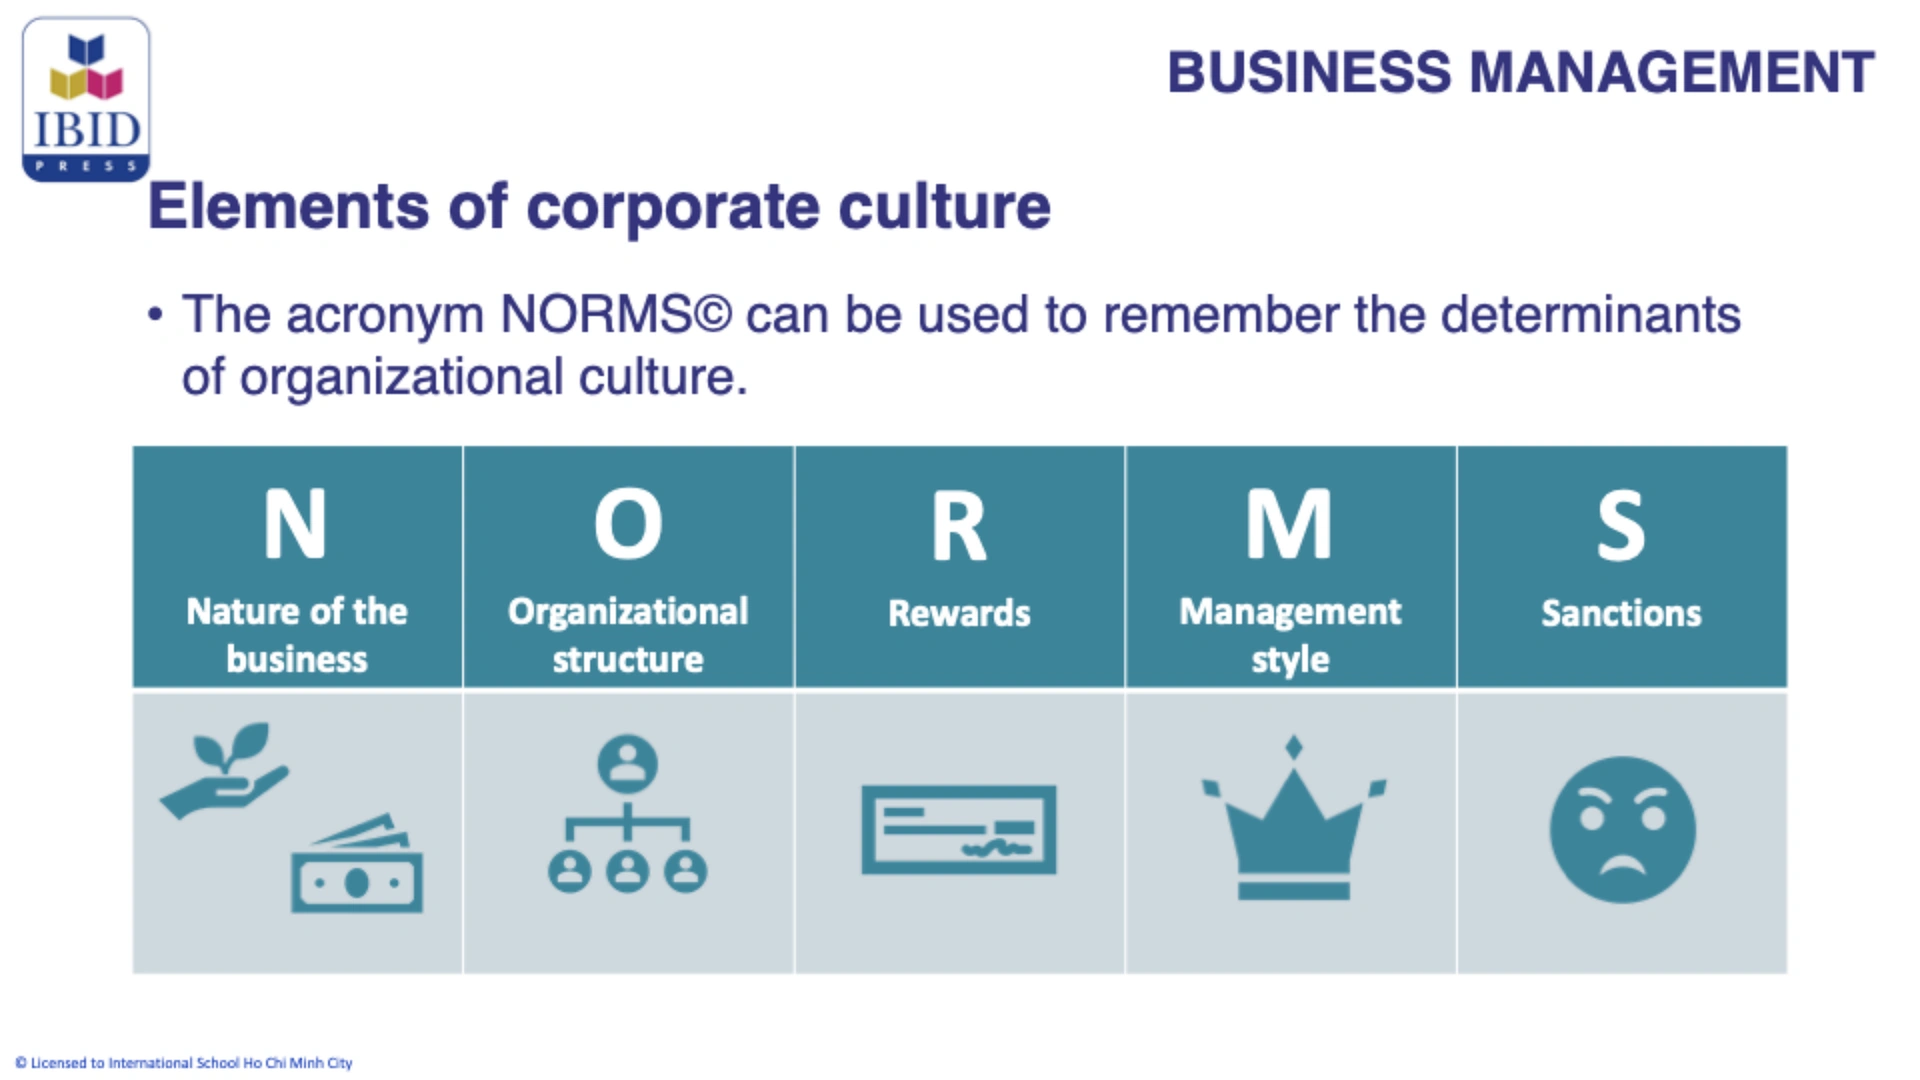 IBID
PRESS
BUSINESS MANAGEMENT
Elements of corporate culture
• The acronym NORMS© can be used to remember the determinants
of organizational culture.
N
Nature of the
business
O
Organizational
structure
R
Rewards
M
Management
style
S
Sanctions
© Licensed to International School Ho Chi Minh City